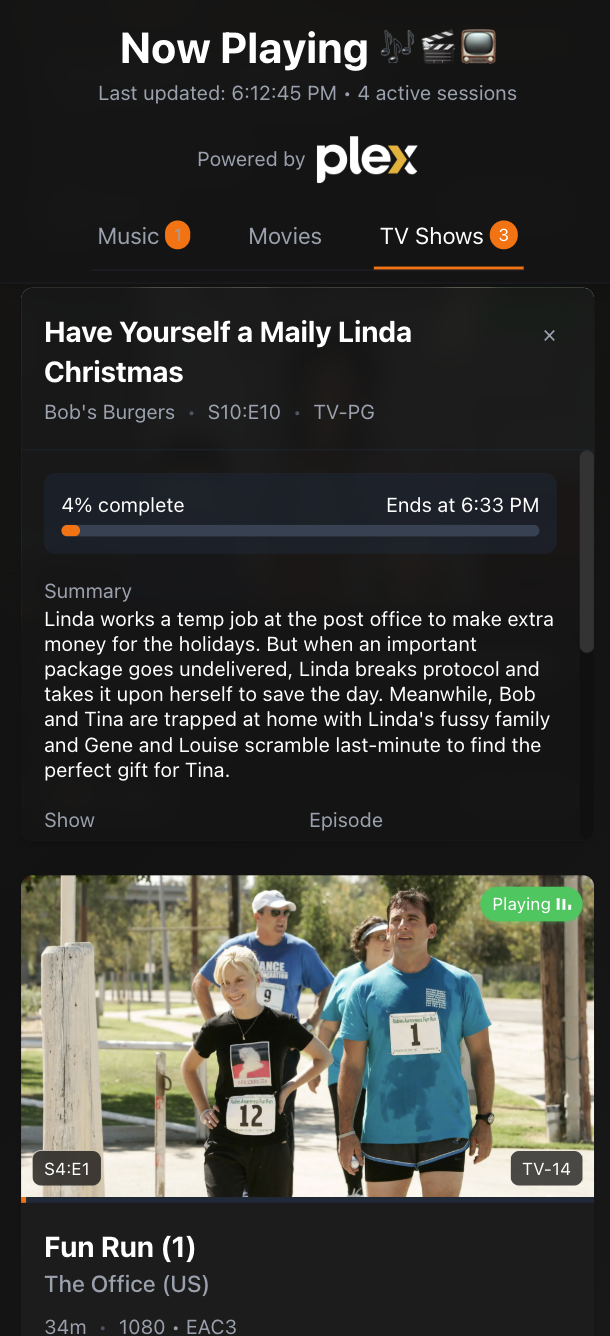 Now Playing 🎶🎬📺
Last updated: 6:12:45 PM • 4 active sessions
Powered by plex
Music 1 Movies TV Shows 3
Have Yourself a Maily Linda
Christmas
×
Bob's Burgers • S10:E10 • TV-PG
4% complete Ends at 6:33 PM
Summary
Linda works a temp job at the post office to make extra
money for the holidays. But when an important
package goes undelivered, Linda breaks protocol and
takes it upon herself to save the day. Meanwhile, Bob
and Tina are trapped at home with Linda's fussy family
and Gene and Louise scramble last-minute to find the
perfect gift for Tina.
Show Episode
Playing
9
1
12
S4:E1 TV-14
Fun Run (1)
The Office (US)
34m • 1080 • EAC3